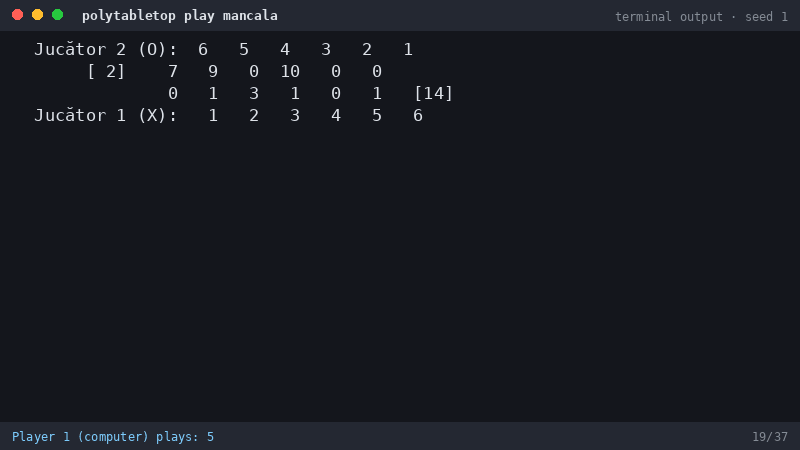 polytabletop play mancala
terminal output · seed 1
Jucător 2 (O): 6 5 4 3 2 1
[ 2] 7 9 0 10 0 0
0 1 3 1 0 1 [14]
Jucător 1 (X): 1 2 3 4 5 6
Player 1 (computer) plays: 5
19/37